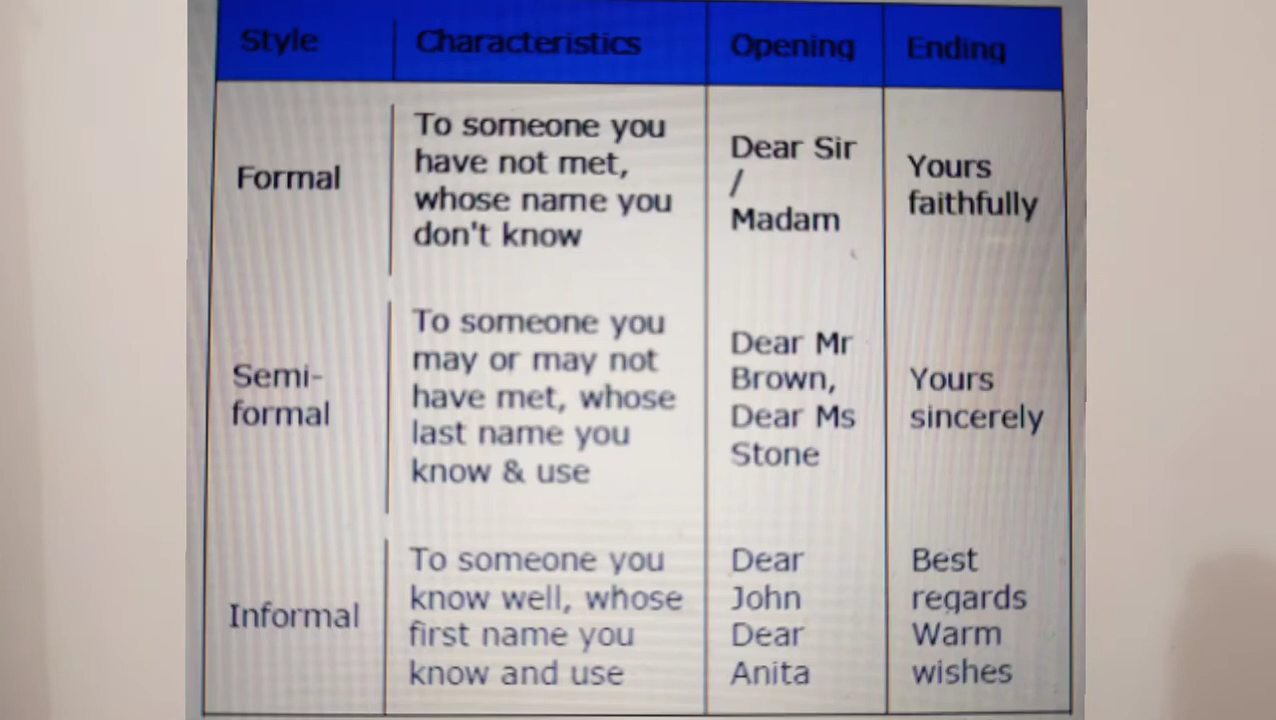 Style Characteristics Opening Ending
Formal
To someone you
have not met,
whose name you
don't know
Dear Sir
/
Madam
Yours
faithfully
Semi-
formal
To someone you
may or may not
have met, whose
last name you
know & use
Dear Mr
Brown,
Dear Ms
Stone
Yours
sincerely
Informal
To someone you
know well, whose
first name you
know and use
Dear
John
Dear
Anita
Best
regards
Warm
wishes